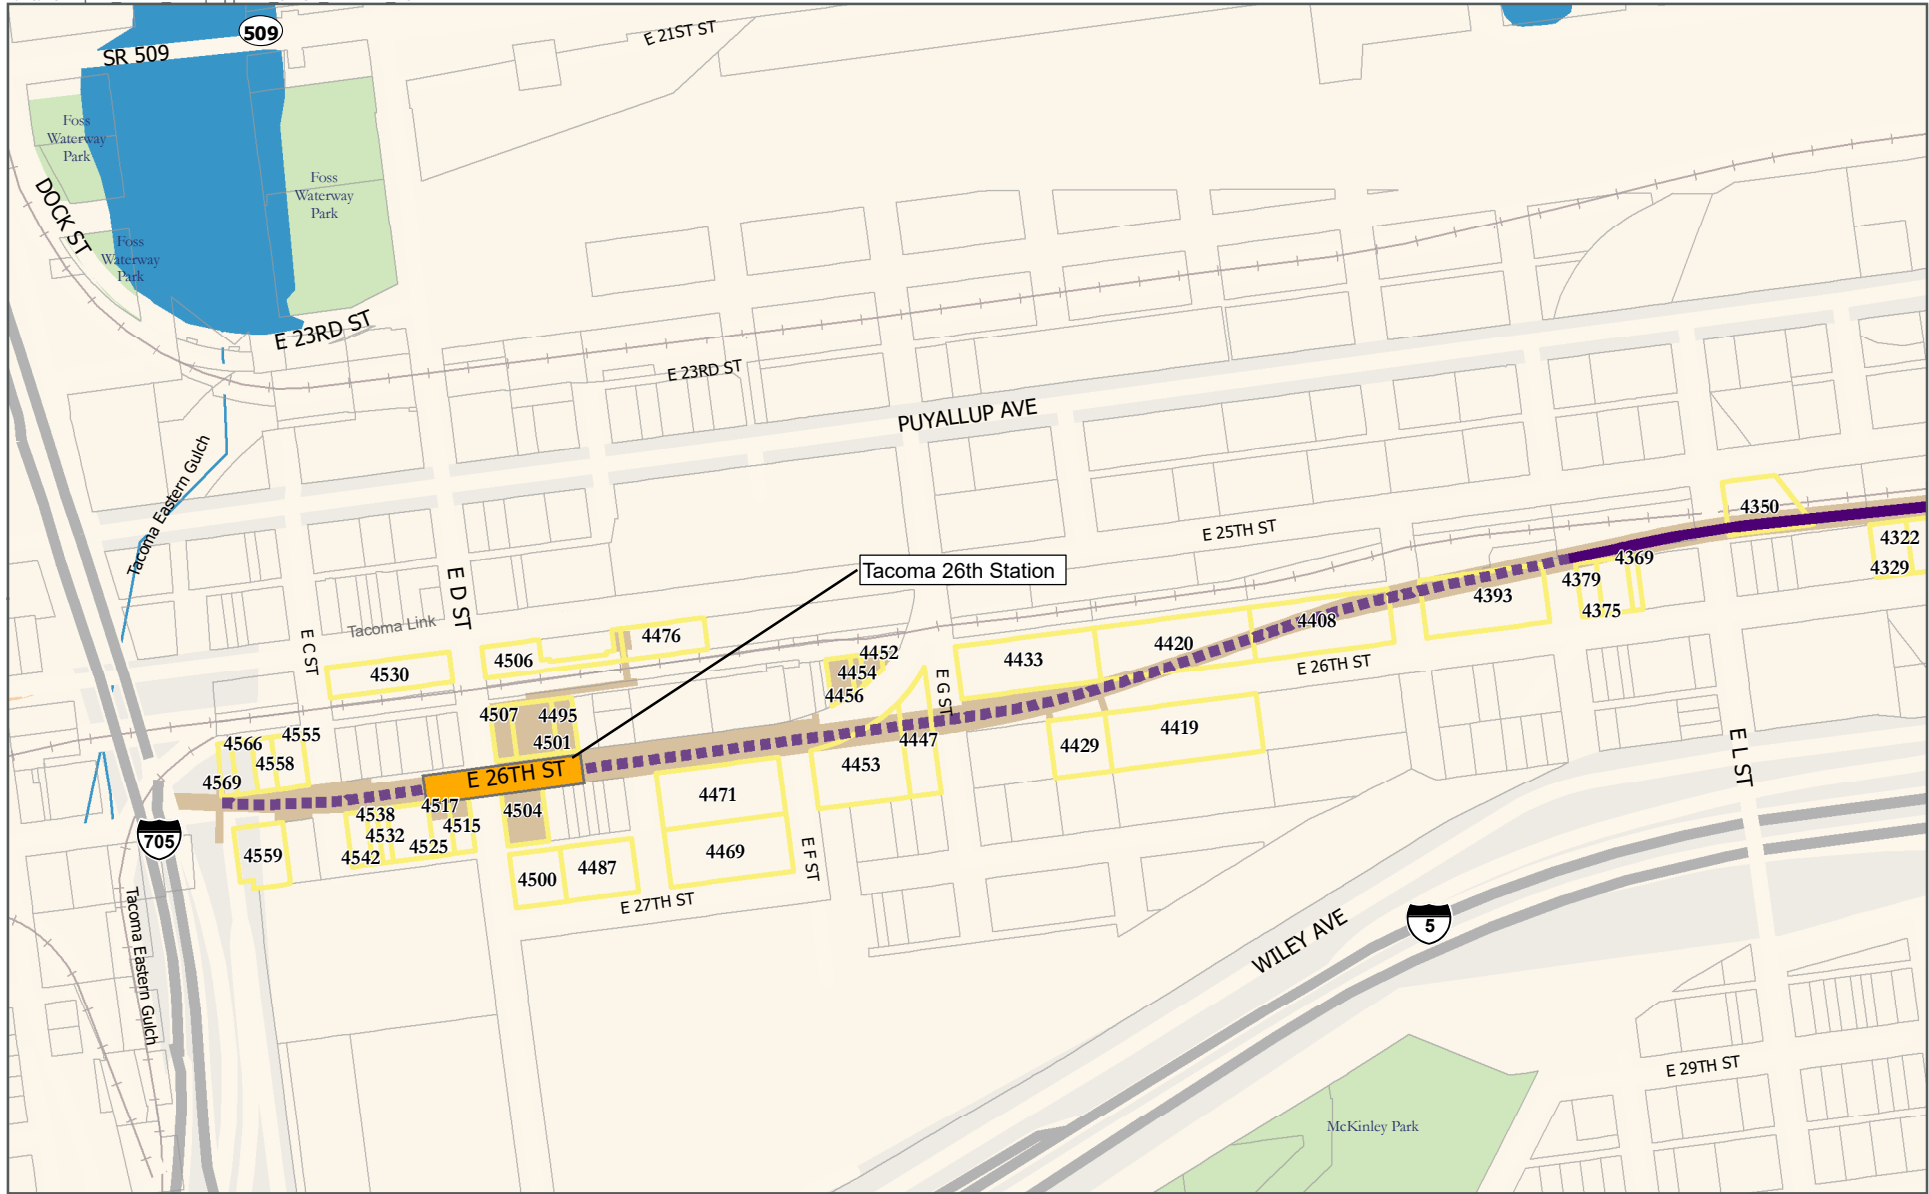 509
SR 509
E 21ST ST
Foss
Waterway
Park
Foss
Waterway
Park
DOCK ST
Foss
Waterway
Park
E 23RD ST
E 23RD ST
PUYALLUP AVE
Tacoma Eastern Gulch
E 25TH ST
4350
4322
4369
4329
4379
4375
4393
Tacoma 26th Station
E D ST
Tacoma Link
E C ST
4476
4506
4530
4408
4420
4433
E 26TH ST
4452
4454
4456
E G ST
4507
4495
4501
4555
4566
4558
4569
4447
4453
4429
4419
E L ST
E 26TH ST
4471
4517
4504
4538
4515
4532
4525
4542
4559
705
4469
E F ST
4487
4500
E 27TH ST
Tacoma Eastern Gulch
WILEY AVE
5
E 29TH ST
McKinley Park